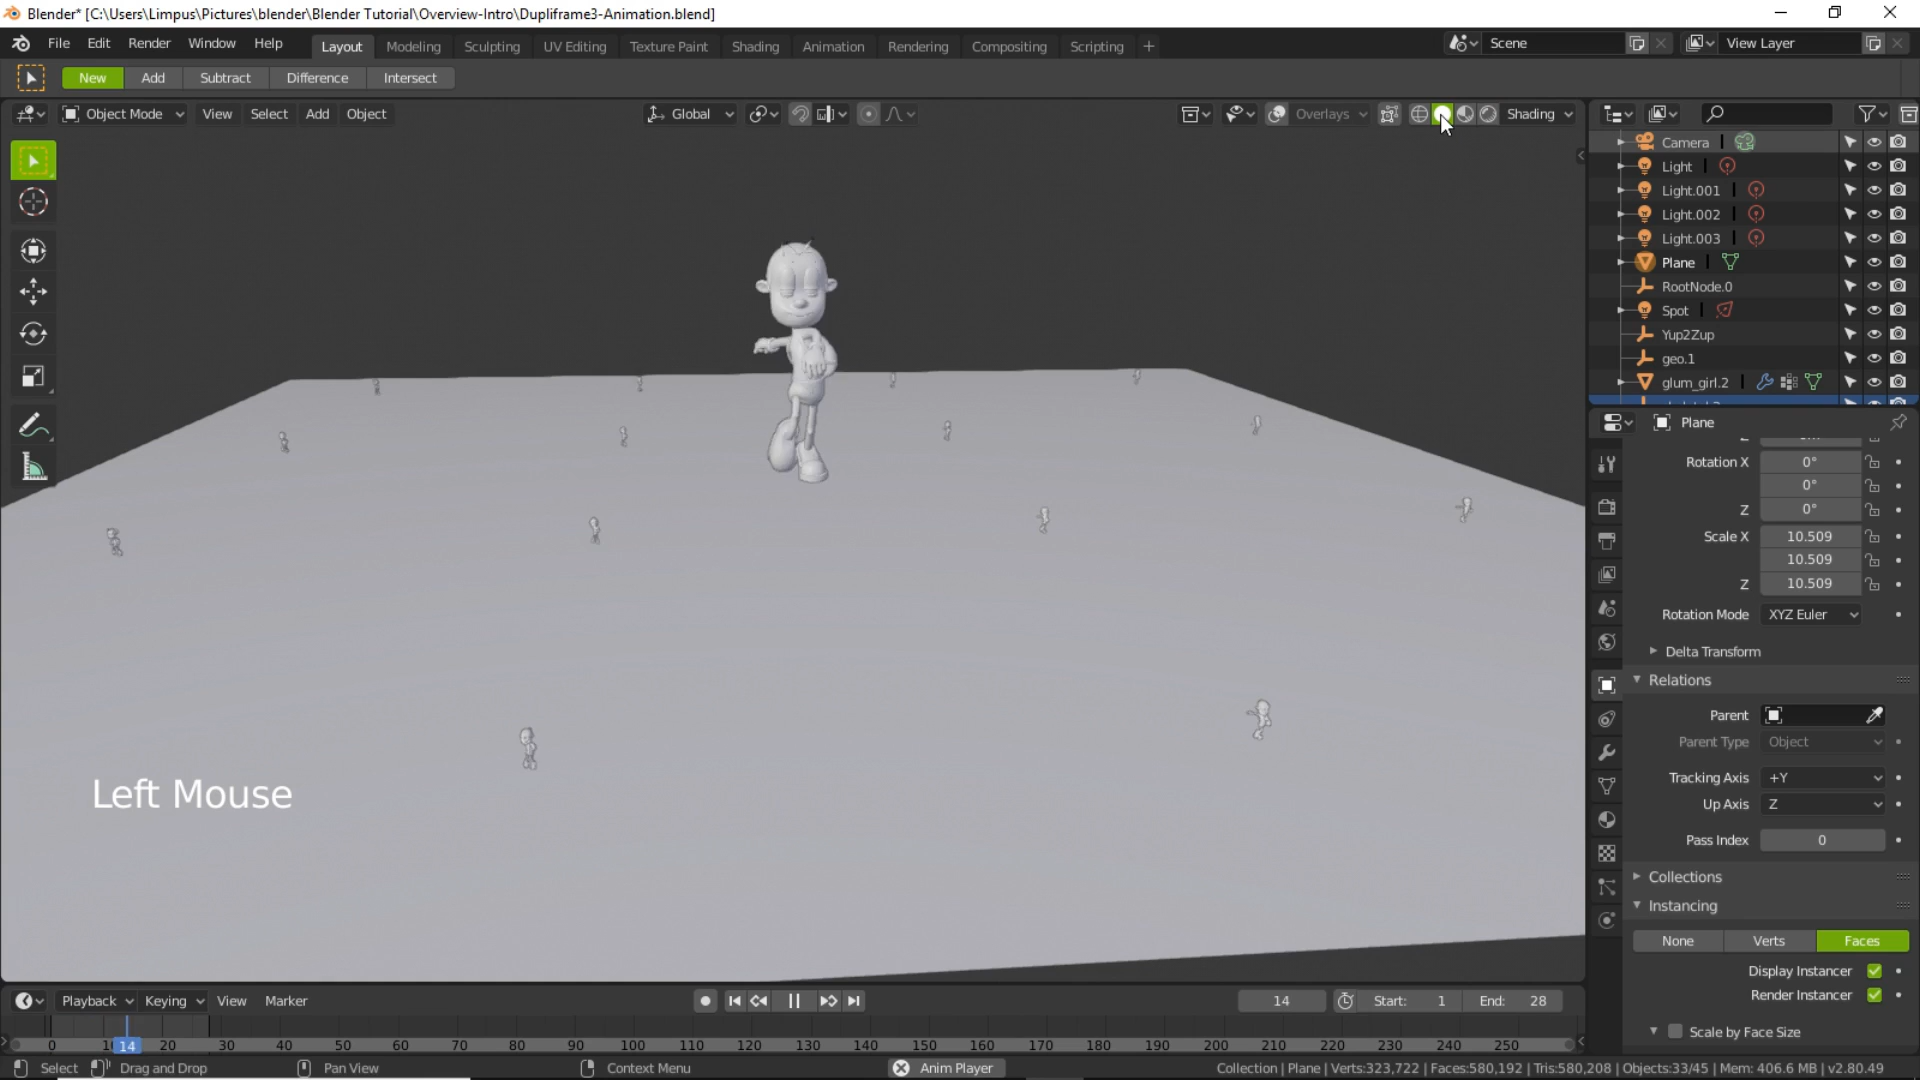 Blender* [C:\Users\Limpus\Pictures\blender\Blender Tutorial\Overview-Intro\Dupliframe3-Animation.blend]
File Edit Render Window Help Layout Modeling Sculpting UV Editing Texture Paint Shading Animation Rendering Compositing Scripting + Scene View Layer
New Add Subtract Difference Intersect
Object Mode View Select Add Object Global Overlays Shading
Camera
Light
Light.001
Light.002
Light.003
Plane
RootNode.0
Spot
Yup2Zup
geo.1
glum_girl.2
Plane
Rotation X 0°
0°
Z 0°
Scale X 10.509
10.509
Z 10.509
Rotation Mode XYZ Euler
Delta Transform
Relations
Parent
Parent Type Object
Tracking Axis +Y
Up Axis Z
Pass Index 0
Collections
Instancing
None Verts Faces
Display Instancer
Render Instancer
Scale by Face Size
Left Mouse
Playback Keying View Marker 14 Start: 1 End: 28
0 14 20 30 40 50 60 70 80 90 100 110 120 130 140 150 160 170 180 190 200 210 220 230 240 250
Select Drag and Drop Pan View Context Menu Anim Player Collection | Plane | Verts:323,722 | Faces:580,192 | Tris:580,208 | Objects:33/45 | Mem: 406.6 MB | v2.80.49